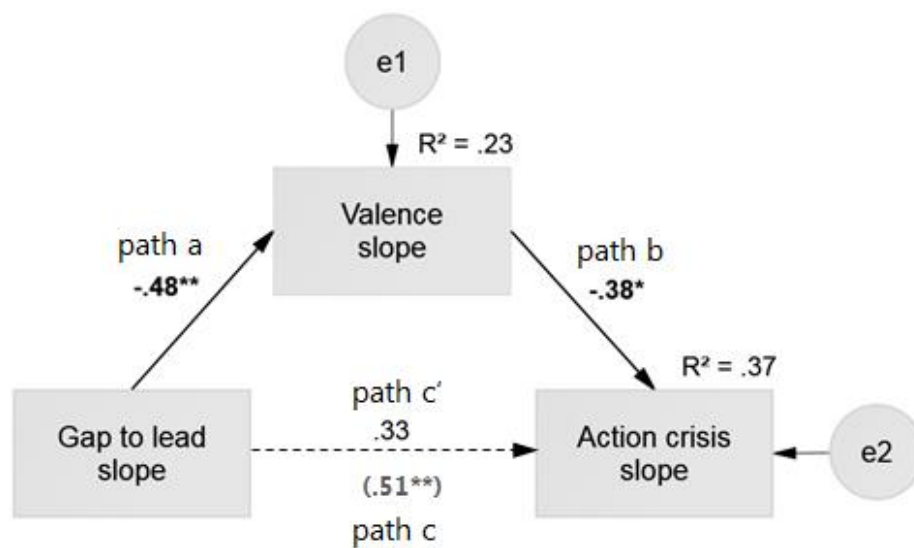 e1
R² = .23
Valence
slope
path a
-.48**
path b
-.38*
R² = .37
Gap to lead
slope
path c′
.33
(.51**)
path c
Action crisis
slope
e2